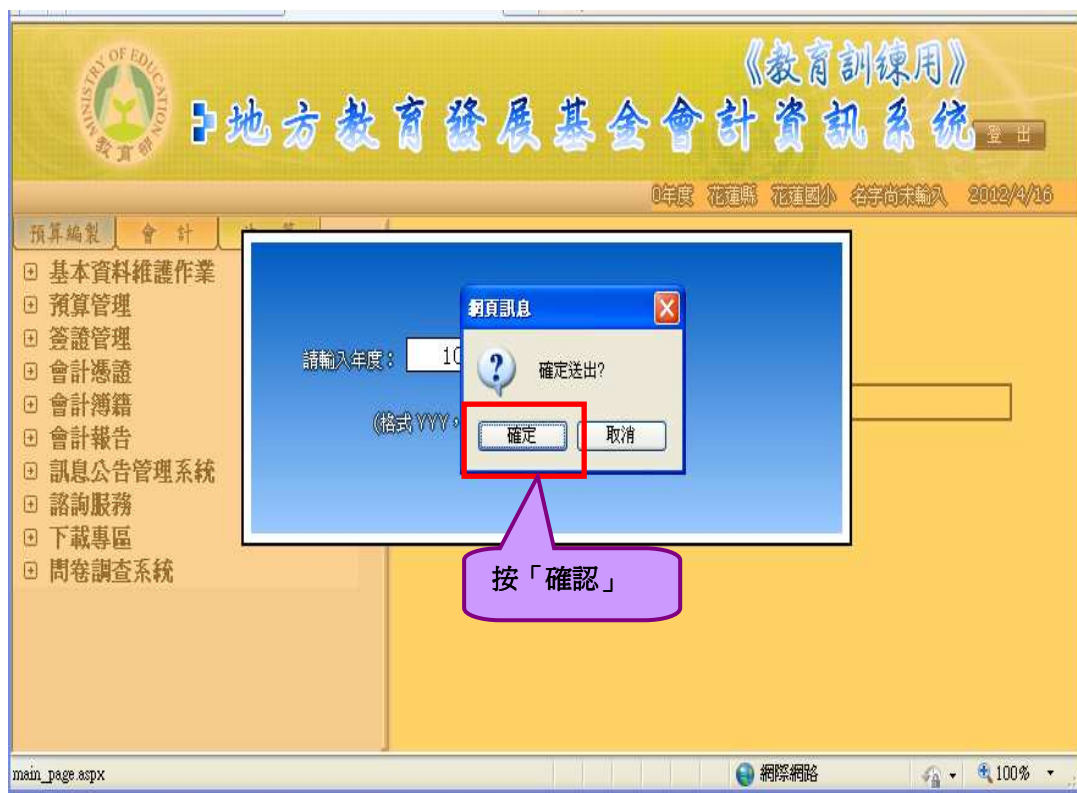 MINISTRY OF EDUCATION
教育部
《教育訓練用》
地方教育發展基金會計資訊系統
登出
0年度 花蓮縣 花蓮國小 名字尚未輸入 2012/4/16
預算編製 會計
基本資料維護作業
預算管理
簽證管理
會計憑證
會計簿籍
會計報告
訊息公告管理系統
諮詢服務
下載專區
問卷調查系統
網頁訊息
確定送出?
請輸入年度： 10
(格式YYY，
確定 取消
按「確認」
main_page.aspx
網際網路
100%